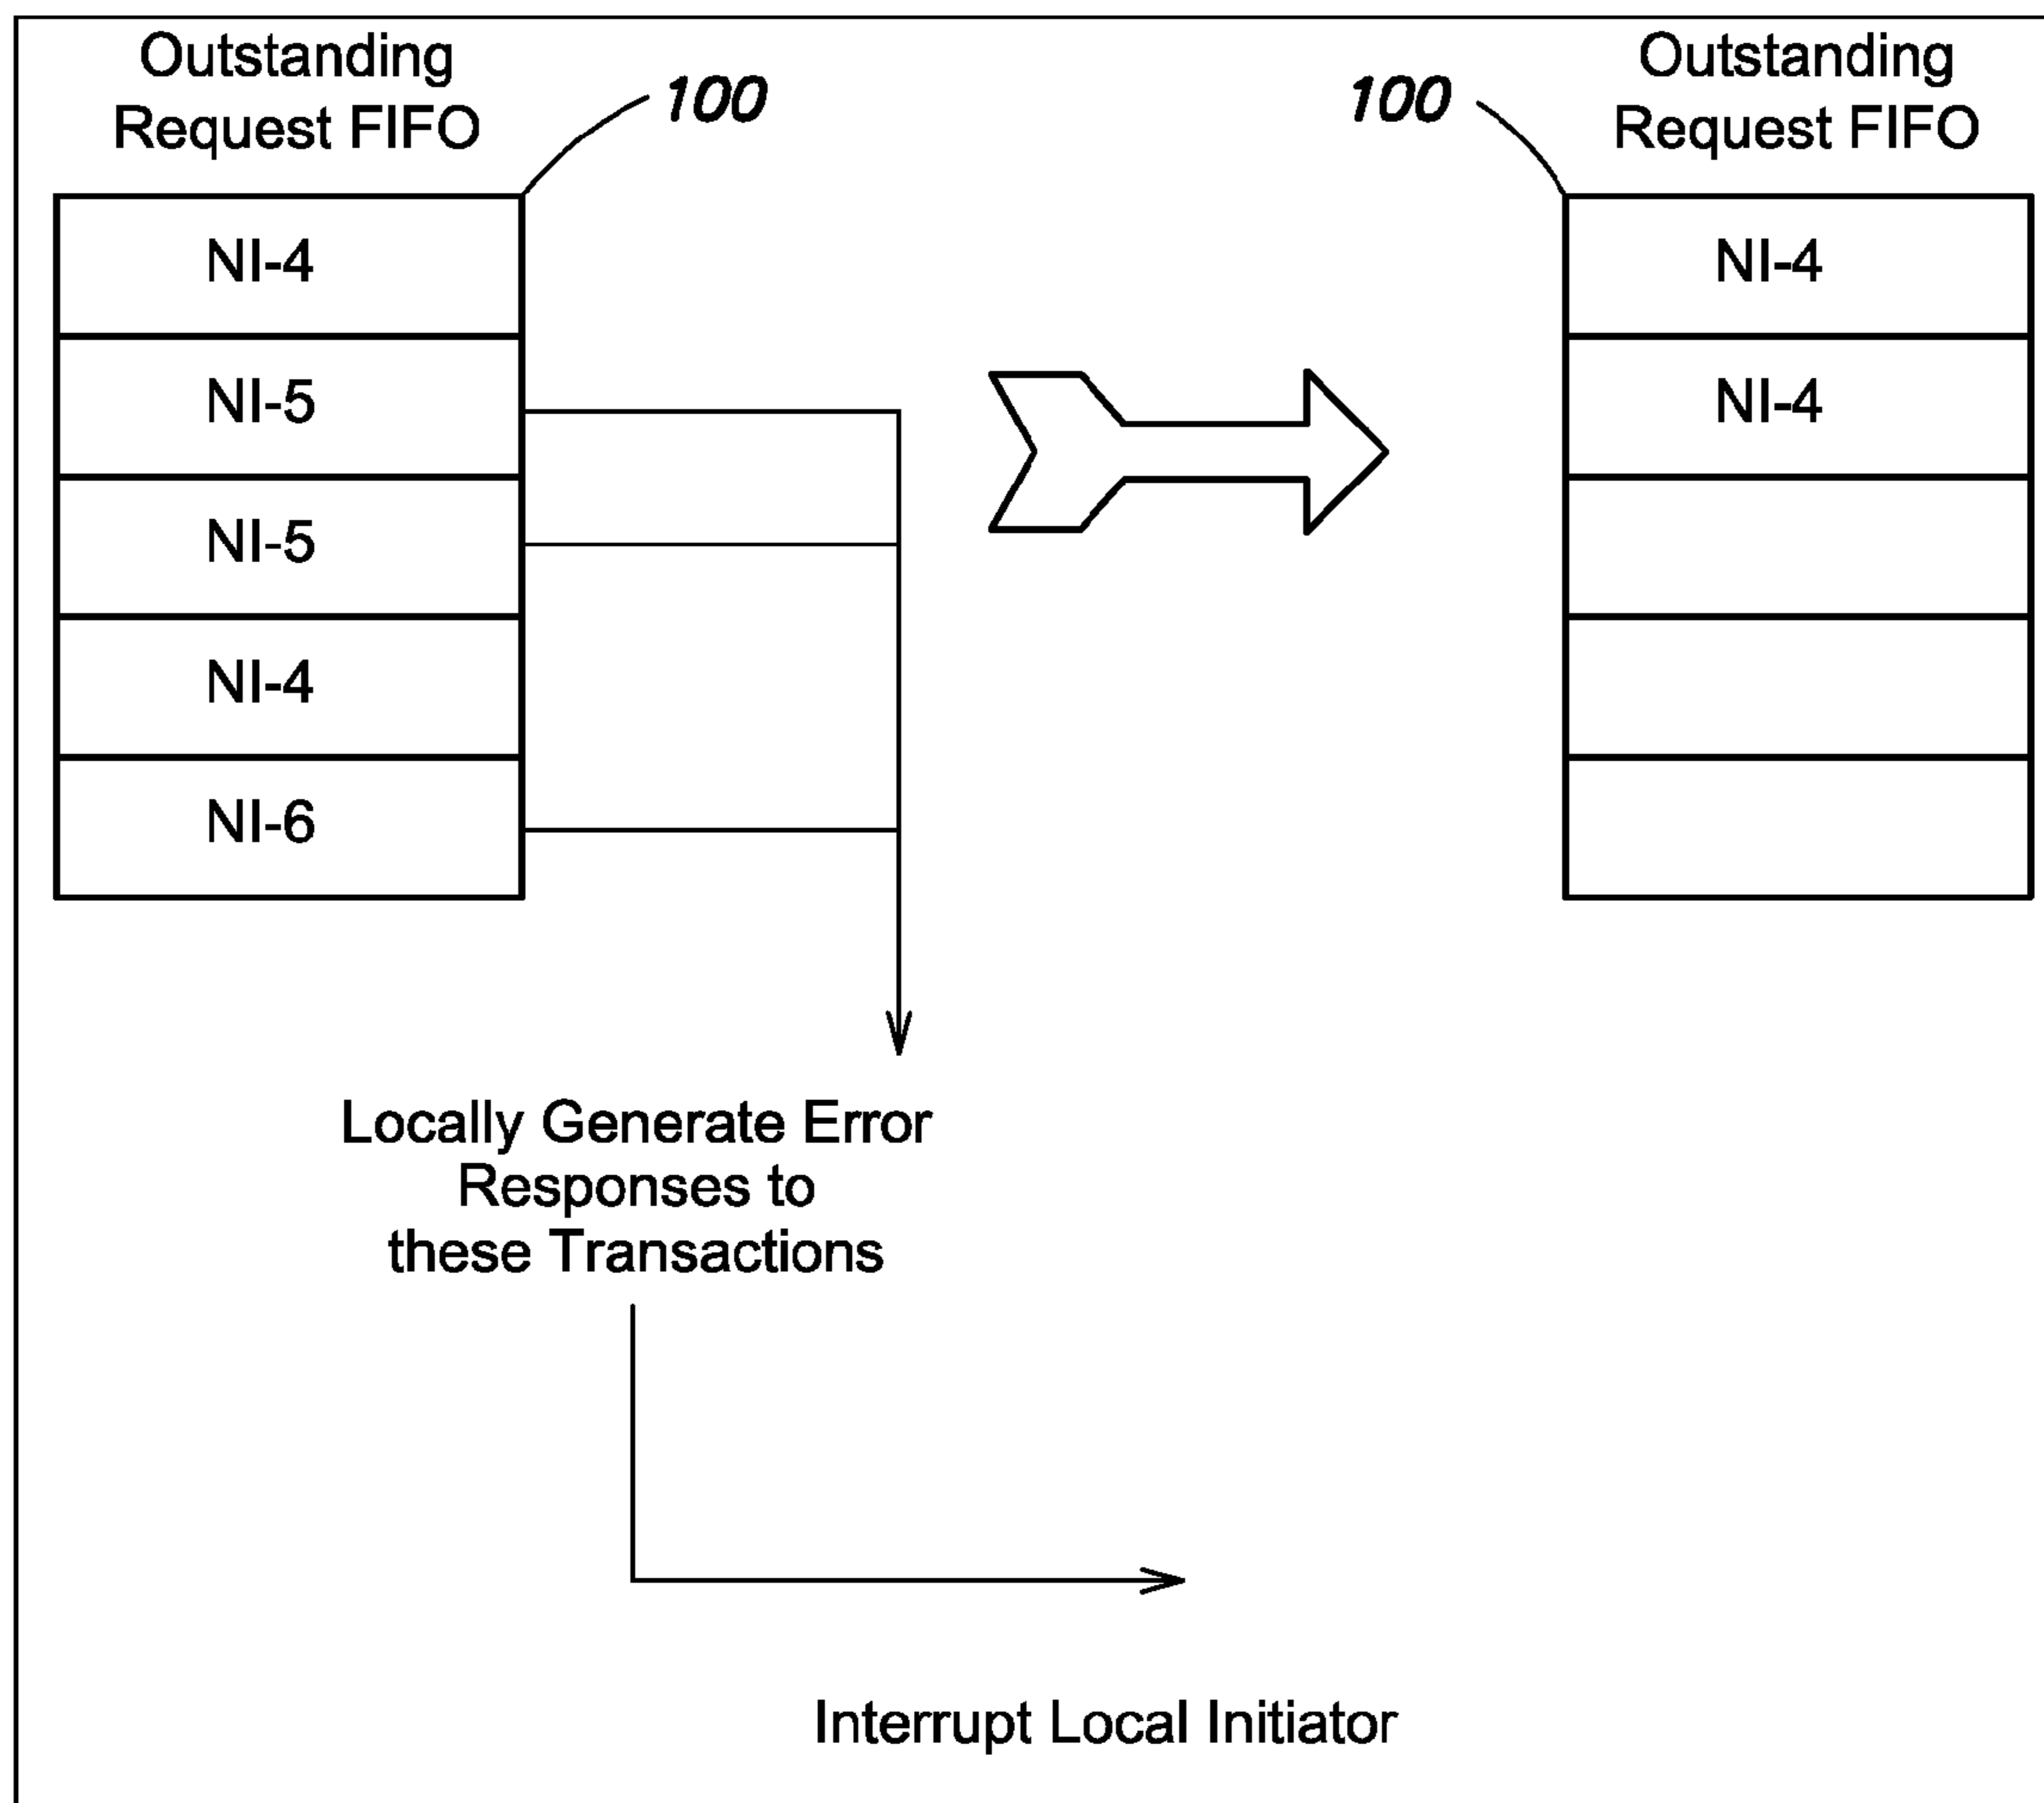 Outstanding
Request FIFO
100
NI-4
NI-5
NI-5
NI-4
NI-6
100
Outstanding
Request FIFO
NI-4
NI-4
Locally Generate Error
Responses to
these Transactions
Interrupt Local Initiator